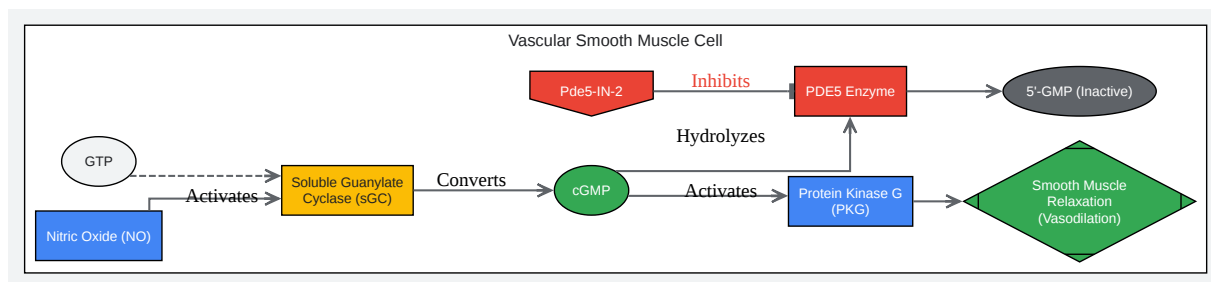 Vascular Smooth Muscle Cell
Pde5-IN-2
Inhibits
PDE5 Enzyme
5'-GMP (Inactive)
Hydrolyzes
GTP
Activates
Soluble Guanylate
Cyclase (sGC)
Converts
cGMP
Activates
Protein Kinase G
(PKG)
Smooth Muscle
Relaxation
(Vasodilation)
Nitric Oxide (NO)